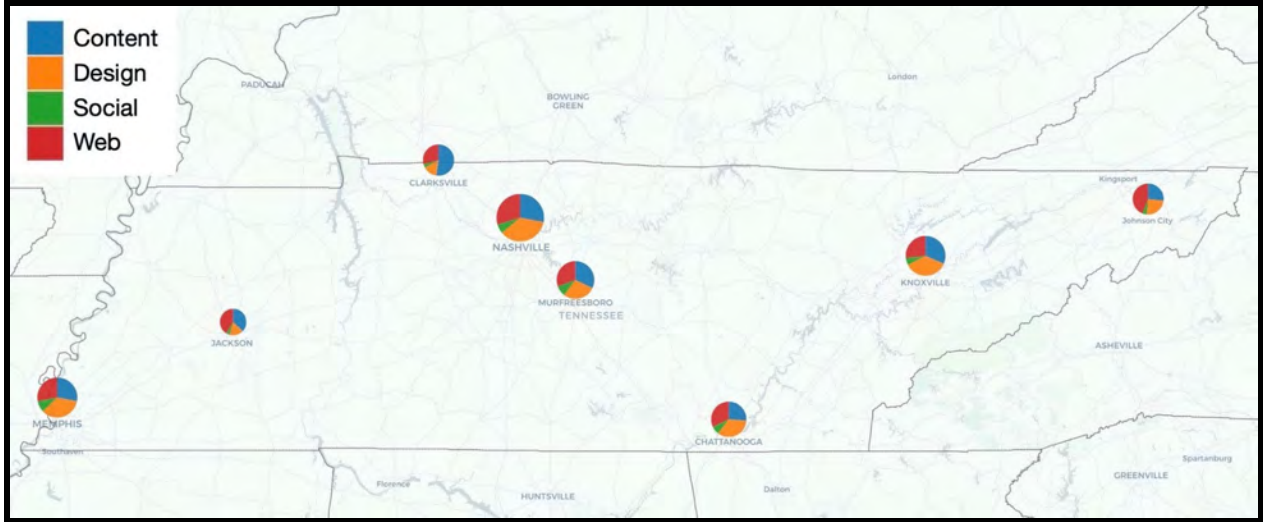 Content
Design
Social
Web
PADUCAH
BOWLING
GREEN
London
CLARKSVILLE
Kingsport
Johnson City
NASHVILLE
KNOXVILLE
MURFREESBORO
TENNESSEE
JACKSON
ASHEVILLE
MEMPHIS
CHATTANOOGA
Southaven
Spartanburg
GREENVILLE
Florence
HUNTSVILLE
Dalton